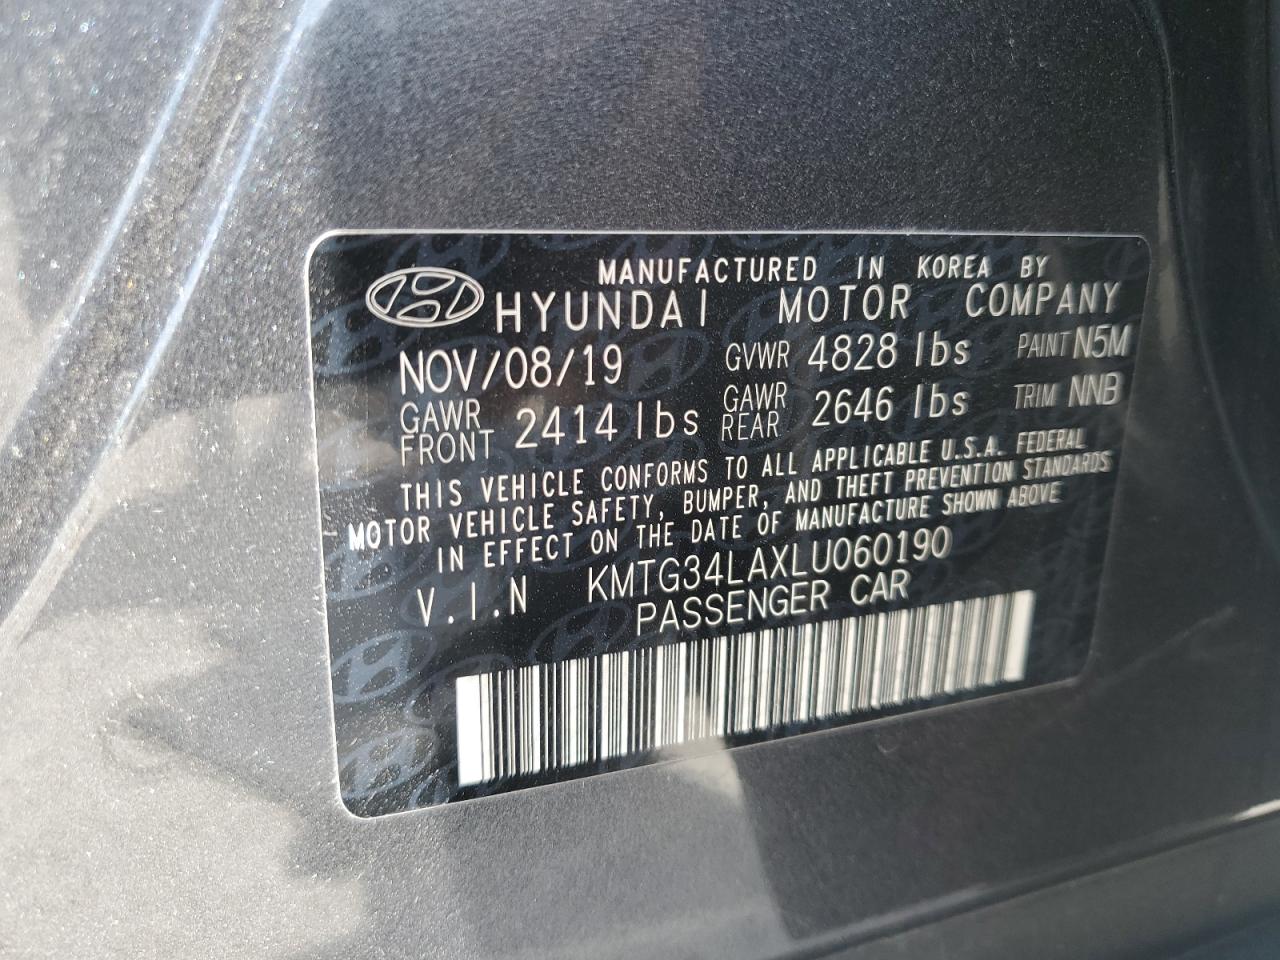 MANUFACTURED IN KOREA BY
HYUNDAI MOTOR COMPANY
NOV/08/19 GVWR 4828 lbs PAINT N5M
GAWR FRONT 2414 lbs GAWR REAR 2646 lbs TRIM NNB
THIS VEHICLE CONFORMS TO ALL APPLICABLE U.S.A. FEDERAL
MOTOR VEHICLE SAFETY, BUMPER, AND THEFT PREVENTION STANDARDS
IN EFFECT ON THE DATE OF MANUFACTURE SHOWN ABOVE
V.I.N KMTG34LAXLU060190
PASSENGER CAR